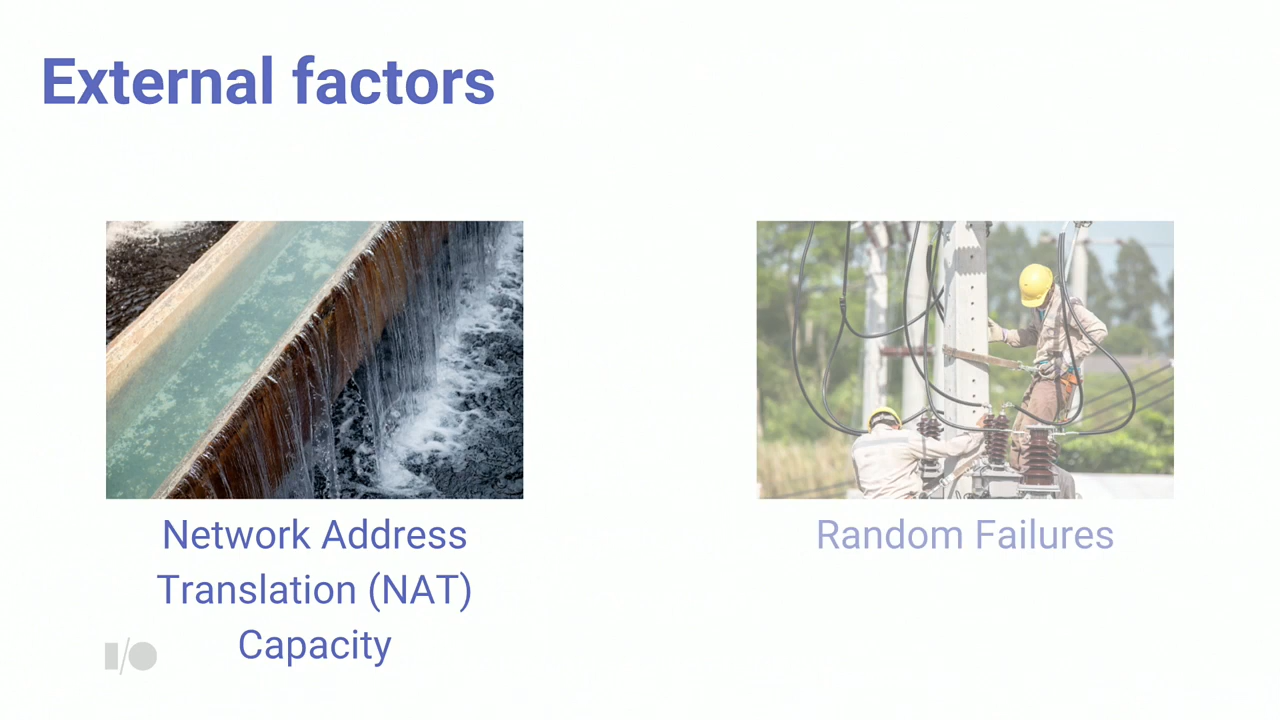 External factors
Network Address
Translation (NAT)
Capacity
Random Failures
I/O